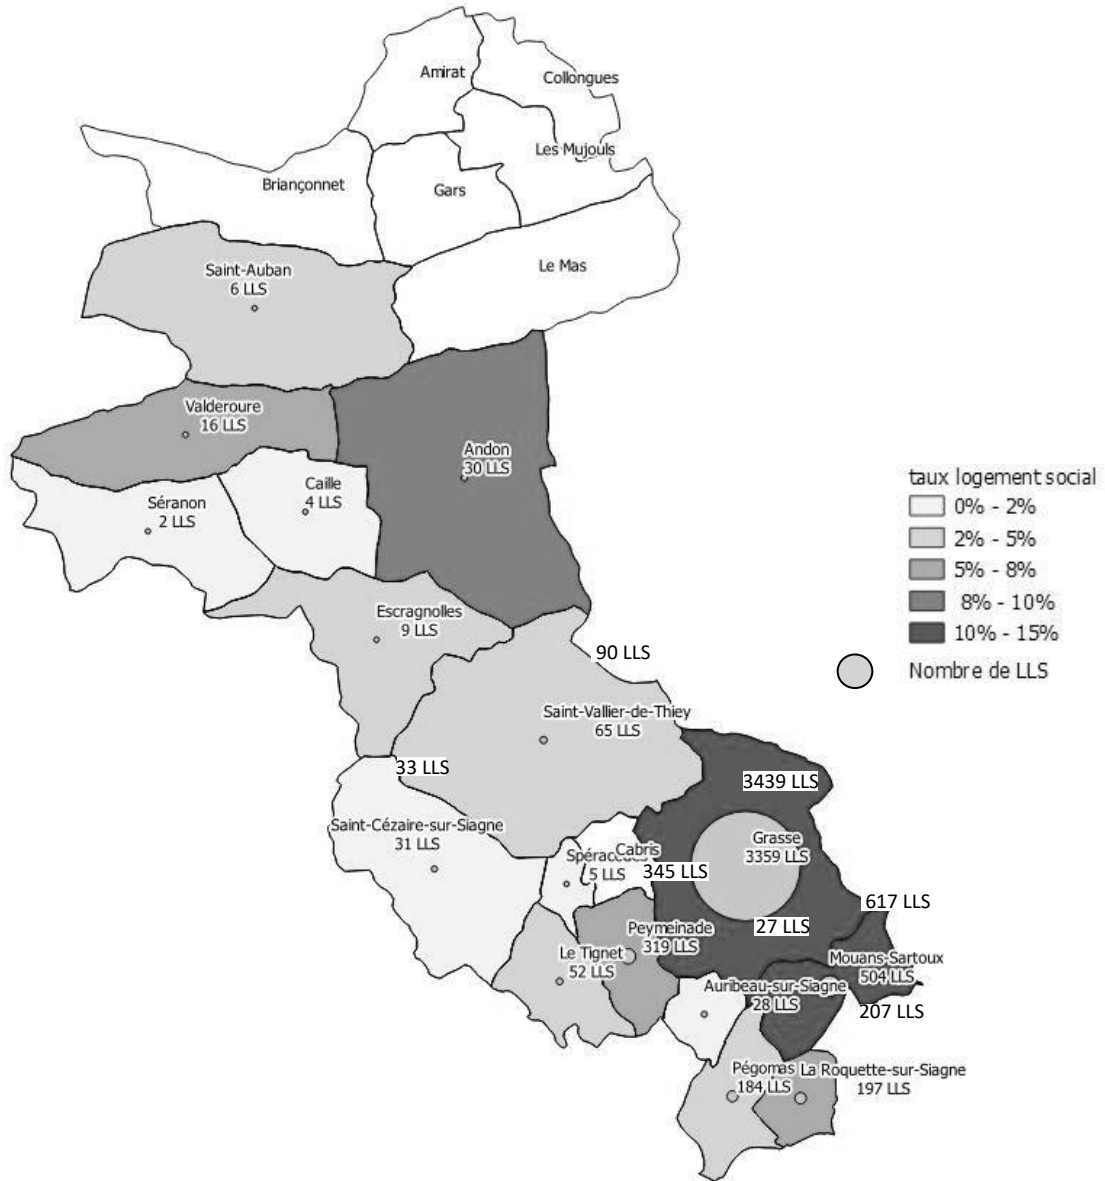 Amirat
Collongues
Les Mujouls
Briançonnet
Gars
Le Mas
Saint-Auban
6 LLS
Valderoure
16 LLS
Andon
30 LLS
Séranon
2 LLS
Caille
4 LLS
taux logement social
0% - 2%
2% - 5%
5% - 8%
8% - 10%
10% - 15%
Nombre de LLS
Escragnolles
9 LLS
90 LLS
Saint-Vallier-de-Thiey
65 LLS
33 LLS
3439 LLS
Saint-Cézaire-sur-Siagne
31 LLS
Grasse
3359 LLS
Cabris
5 LLS
345 LLS
617 LLS
27 LLS
Peymeinade
319 LLS
Le Tignet
52 LLS
Mouans-Sartoux
504 LLS
Auribeau-sur-Siagne
28 LLS
207 LLS
Pégomas
184 LLS
La Roquette-sur-Siagne
197 LLS